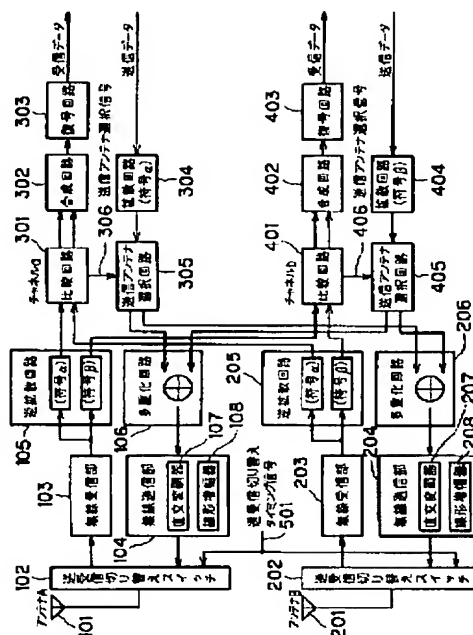 受信データ
送信データ
303
復号回路
302
合成回路
送信アンテナ選択信号
304
拡散回路
(符号α)
301
チャネルa
比較回路
306
305
送信アンテナ
選択回路
105
逆拡散回路
(符号α)
(符号β)
106
多重化回路
103
無線受信部
104
無線送信部
107
直交変調器
108
線形増幅器
102
送受信切り替えスイッチ
アンテナA
101
受信データ
送信データ
403
復号回路
402
合成回路
送信アンテナ選択信号
404
拡散回路
(符号β)
401
チャネルb
比較回路
406
405
送信アンテナ
選択回路
205
逆拡散回路
(符号α)
(符号β)
206
多重化回路
203
無線受信部
204
無線送信部
207
直交変調器
208
線形増幅器
送受信切り替え
タイミング信号
501
202
送受信切り替えスイッチ
アンテナB
201